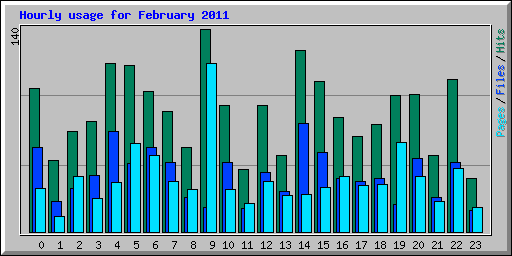 Hourly usage for February 2011
140
Pages / Files / Hits
0 1 2 3 4 5 6 7 8 9 10 11 12 13 14 15 16 17 18 19 20 21 22 23